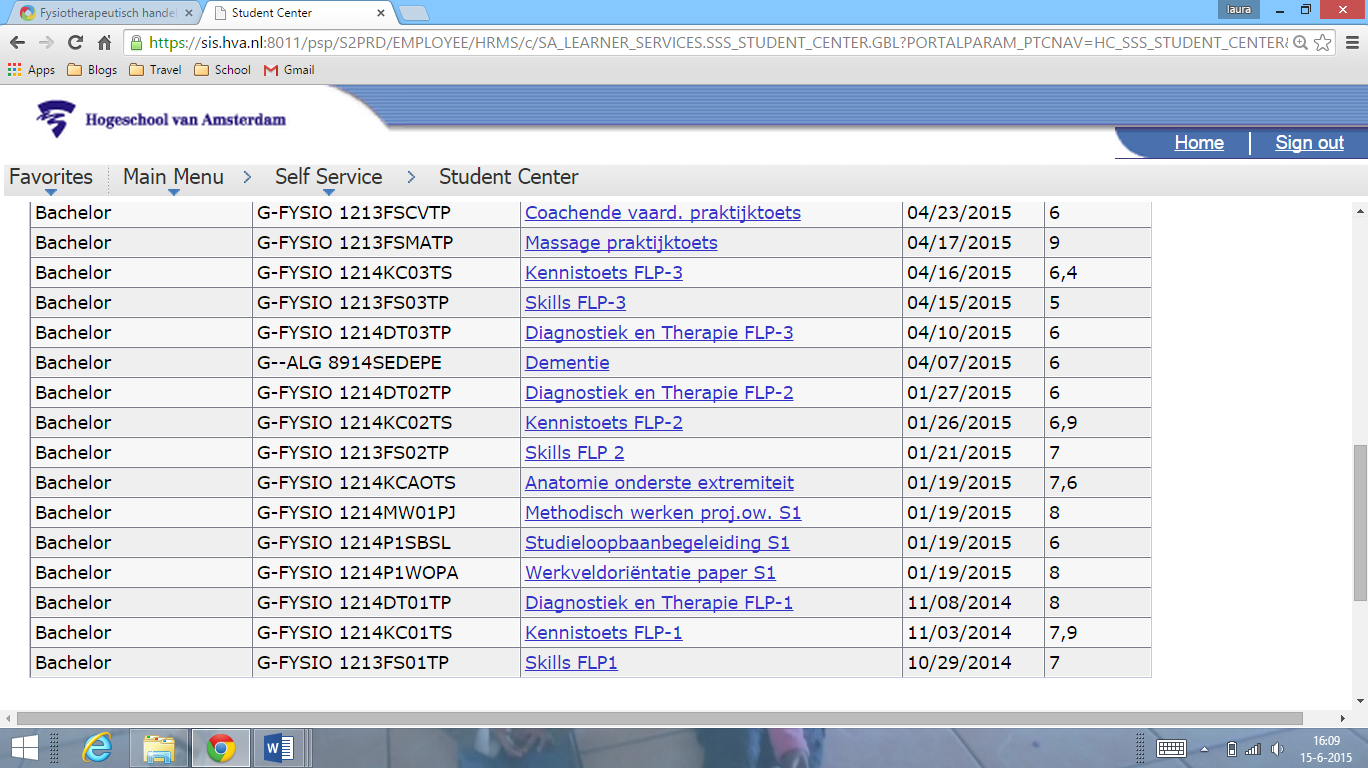 Fysiotherapeutisch handel
Student Center
laura
https://sis.hva.nl:8011/psp/S2PRD/EMPLOYEE/HRMS/c/SA_LEARNER_SERVICES.SSS_STUDENT_CENTER.GBL?PORTALPARAM_PTCNAV=HC_SSS_STUDENT_CENTER&
Apps Blogs Travel School Gmail
Hogeschool van Amsterdam
Home Sign out
Favorites Main Menu > Self Service > Student Center
Bachelor G-FYSIO 1213FSCVTP Coachende vaard. praktijktoets 04/23/2015 6
Bachelor G-FYSIO 1213FSMATP Massage praktijktoets 04/17/2015 9
Bachelor G-FYSIO 1214KC03TS Kennistoets FLP-3 04/16/2015 6,4
Bachelor G-FYSIO 1213FS03TP Skills FLP-3 04/15/2015 5
Bachelor G-FYSIO 1214DT03TP Diagnostiek en Therapie FLP-3 04/10/2015 6
Bachelor G--ALG 8914SEDEPE Dementie 04/07/2015 6
Bachelor G-FYSIO 1214DT02TP Diagnostiek en Therapie FLP-2 01/27/2015 6
Bachelor G-FYSIO 1214KC02TS Kennistoets FLP-2 01/26/2015 6,9
Bachelor G-FYSIO 1213FS02TP Skills FLP 2 01/21/2015 7
Bachelor G-FYSIO 1214KCAOTS Anatomie onderste extremiteit 01/19/2015 7,6
Bachelor G-FYSIO 1214MW01PJ Methodisch werken proj.ow. S1 01/19/2015 8
Bachelor G-FYSIO 1214P1SBSL Studieloopbaanbegeleiding S1 01/19/2015 6
Bachelor G-FYSIO 1214P1WOPA Werkveldoriëntatie paper S1 01/19/2015 8
Bachelor G-FYSIO 1214DT01TP Diagnostiek en Therapie FLP-1 11/08/2014 8
Bachelor G-FYSIO 1214KC01TS Kennistoets FLP-1 11/03/2014 7,9
Bachelor G-FYSIO 1213FS01TP Skills FLP1 10/29/2014 7
16:09
15-6-2015